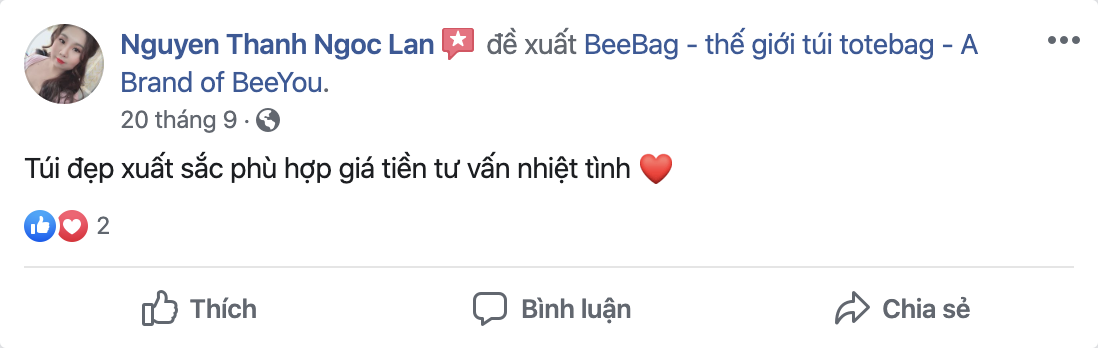 Nguyen Thanh Ngoc Lan đề xuất BeeBag - thế giới túi totebag - A
Brand of BeeYou.
20 tháng 9 ·
Túi đẹp xuất sắc phù hợp giá tiền tư vấn nhiệt tình ❤️
2
Thích Bình luận Chia sẻ